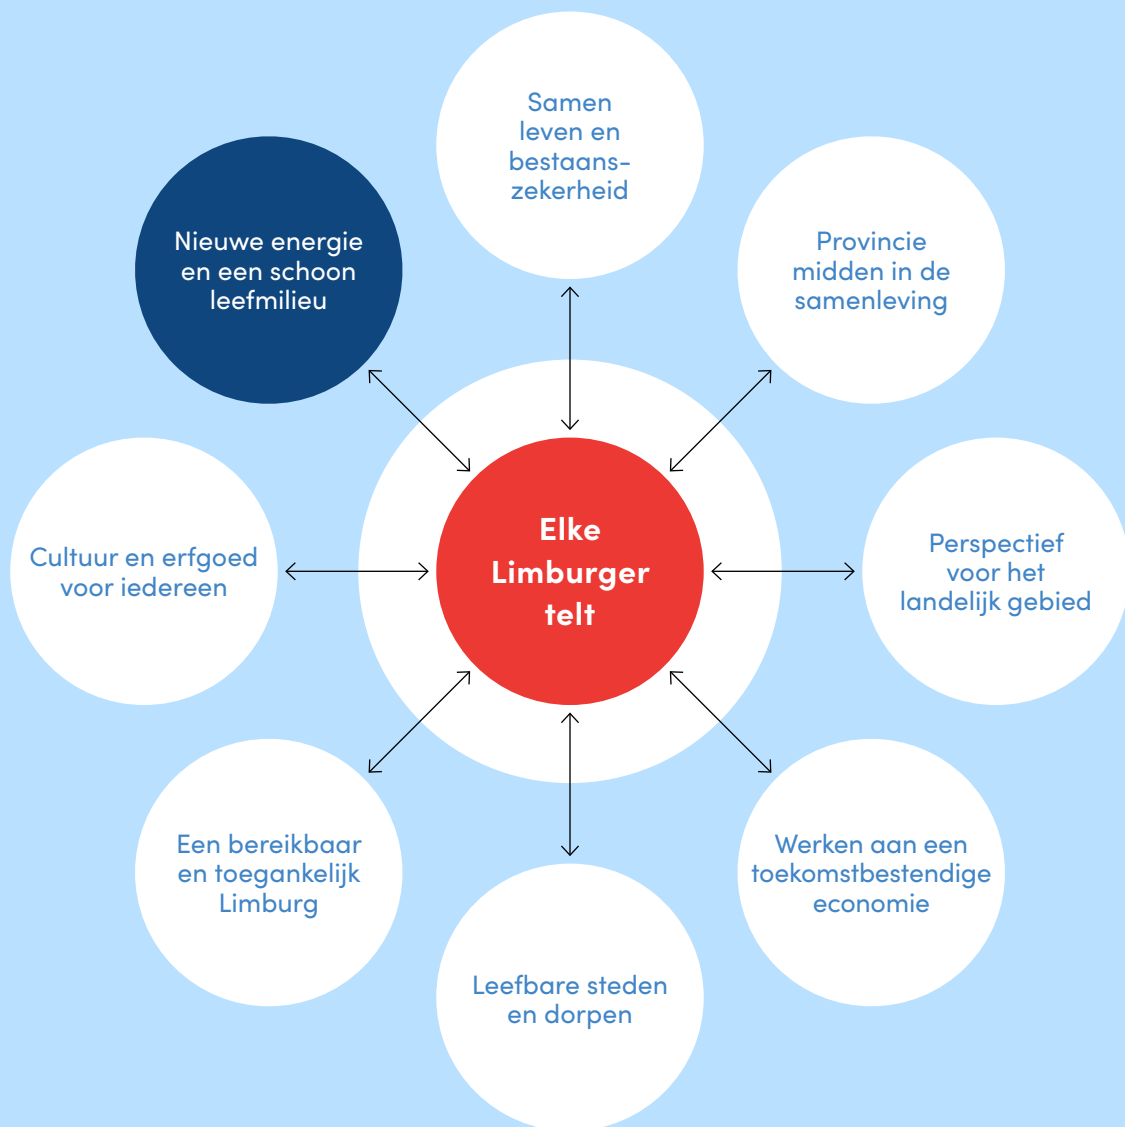 Samen
leven en
bestaans-
zekerheid
Nieuwe energie
en een schoon
leefmilieu
Provincie
midden in de
samenleving
Cultuur en erfgoed
voor iedereen
Elke
Limburger
telt
Perspectief
voor het
landelijk gebied
Een bereikbaar
en toegankelijk
Limburg
Werken aan een
toekomstbestendige
economie
Leefbare steden
en dorpen